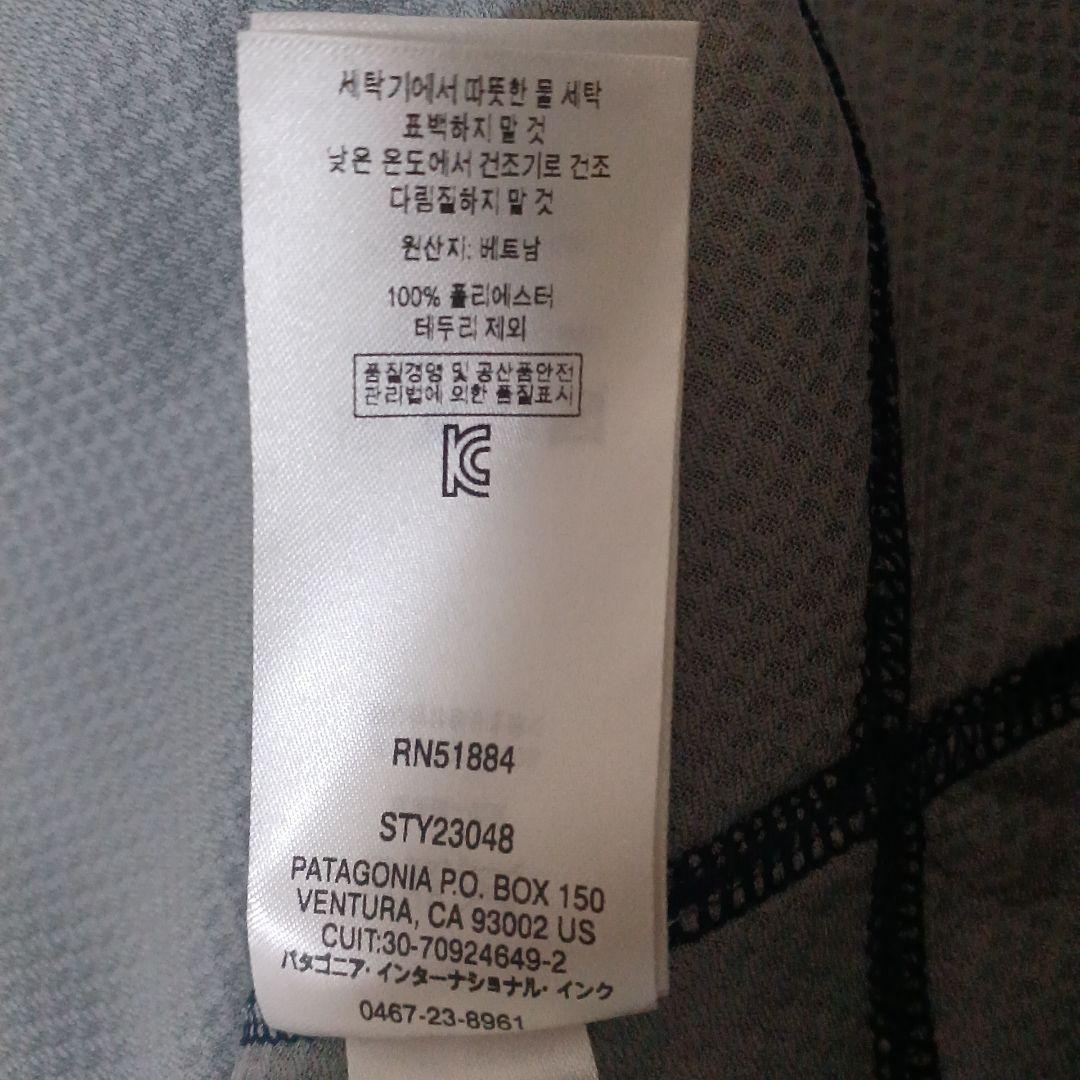 세탁기에서 따뜻한 물 세탁
표백하지 말 것
낮은 온도에서 건조기로 건조
다림질하지 말 것
원산지: 베트남
100% 폴리에스터
테두리 제외
품질경영 및 공산품안전
관리법에 의한 품질표시
KC
RN51884
STY23048
PATAGONIA P.O. BOX 150
VENTURA, CA 93002 US
CUIT:30-70924649-2
パタゴニア・インターナショナル・インク
0467-23-8961